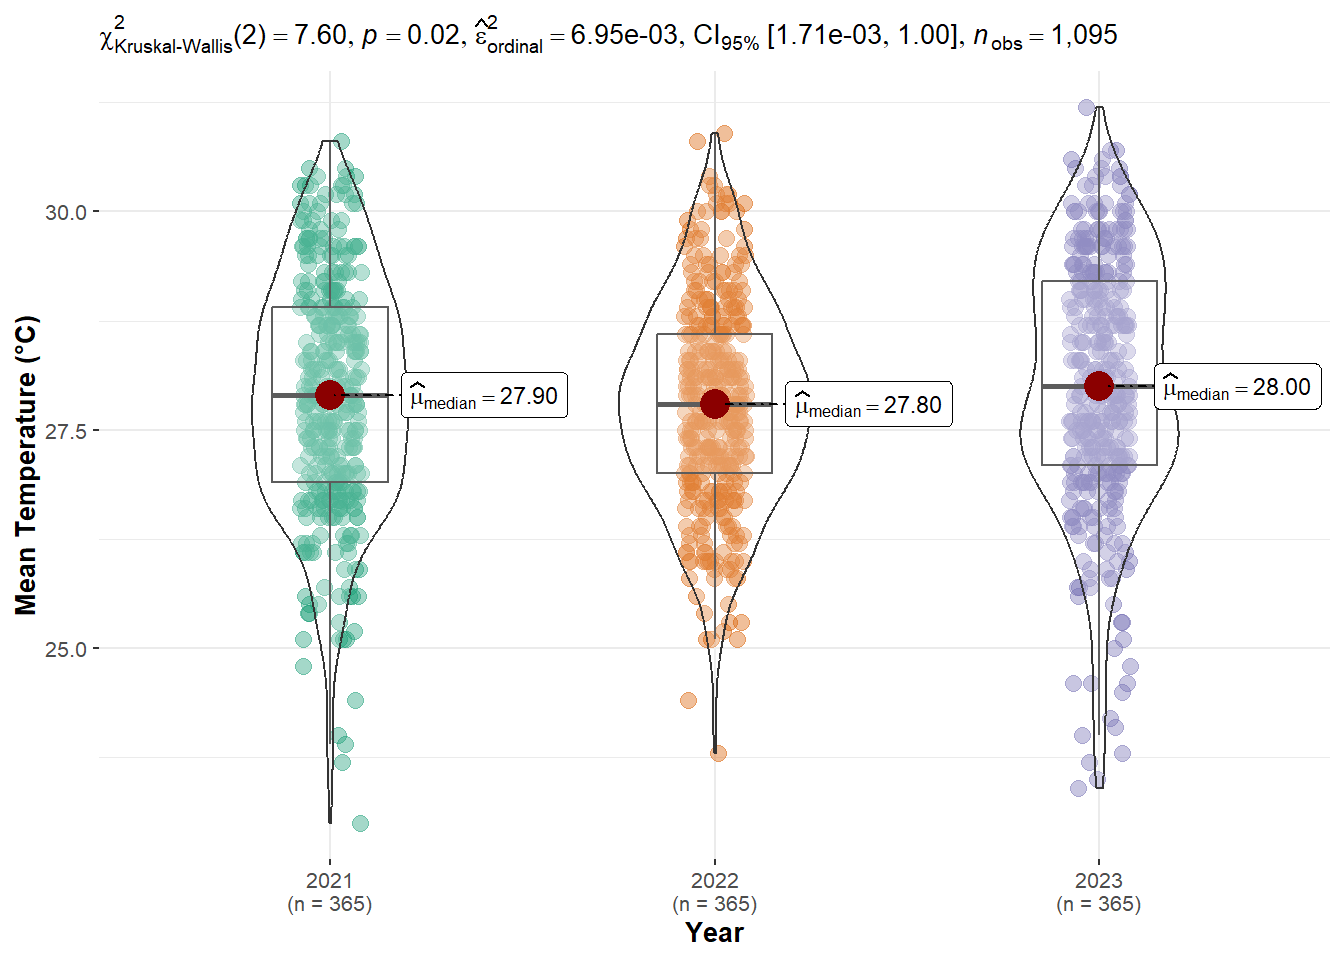 χ²Kruskal-Wallis(2) = 7.60, p = 0.02, ε̂²ordinal = 6.95e-03, CI95% [1.71e-03, 1.00], nobs = 1,095
Mean Temperature (°C)
30.0
27.5
25.0
μ̂median = 27.90
μ̂median = 27.80
μ̂median = 28.00
2021
(n = 365)
2022
(n = 365)
2023
(n = 365)
Year